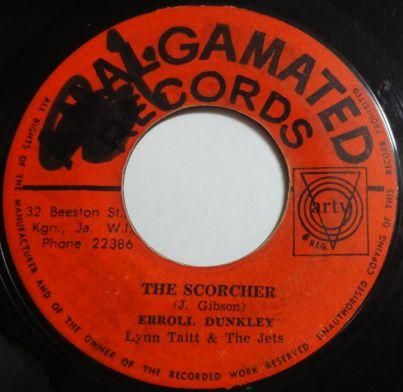 ALGAMATED
RECORDS
32 Beeston St.
Kgn., Ja. W.I.
Phone 22386
arty
REG.
THE SCORCHER
(J. Gibson)
ERROLL DUNKLEY
Lynn Taitt & The Jets
ALL RIGHTS OF THE MANUFACTURER AND OF THE OWNER OF THE RECORDED WORK RESERVED UNAUTHORISED COPYING OF THIS RECORD PROHIBITED